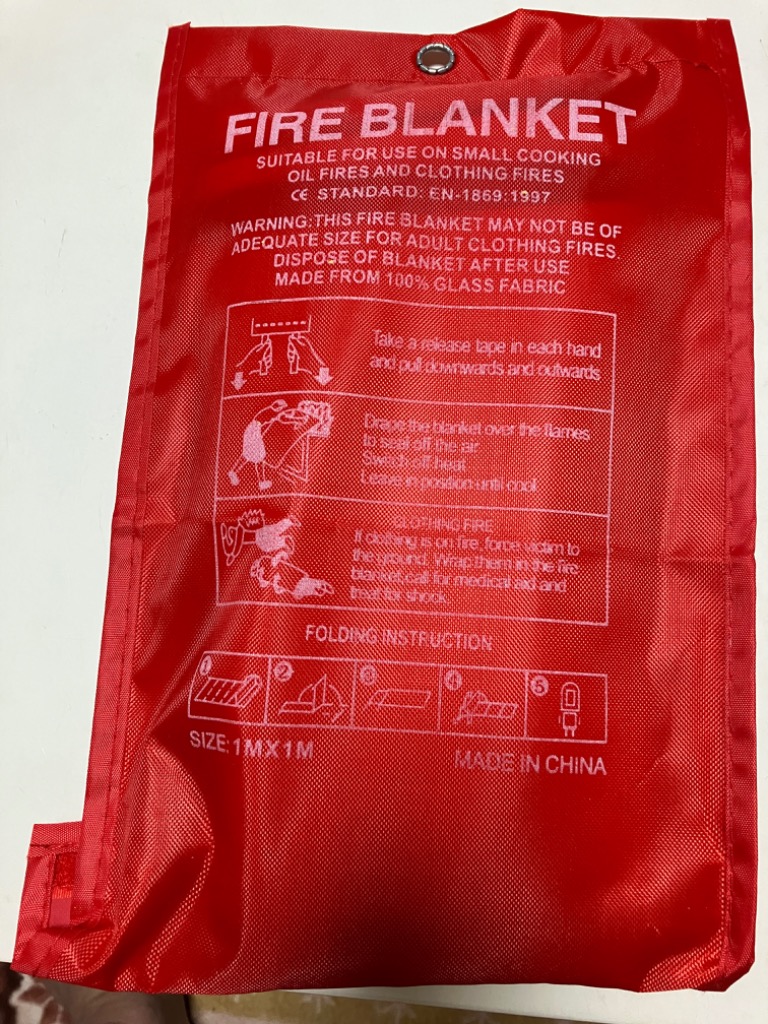 FIRE BLANKET
SUITABLE FOR USE ON SMALL COOKING
OIL FIRES AND CLOTHING FIRES
CE STANDARD: EN-1869:1997
WARNING:THIS FIRE BLANKET MAY NOT BE OF
ADEQUATE SIZE FOR ADULT CLOTHING FIRES.
DISPOSE OF BLANKET AFTER USE
MADE FROM 100% GLASS FABRIC
Take a release tape in each hand
and pull downwards and outwards
Drape the blanket over the flames
to seal off the air
Switch off heat
Leave in position until cool
CLOTHING FIRE
If clothing is on fire, force victim to
the ground. Wrap them in the fire
blanket.call for medical aid and
treat for shock.
FOLDING INSTRUCTION
1 2 3 4 5
SIZE:1MX1M
MADE IN CHINA